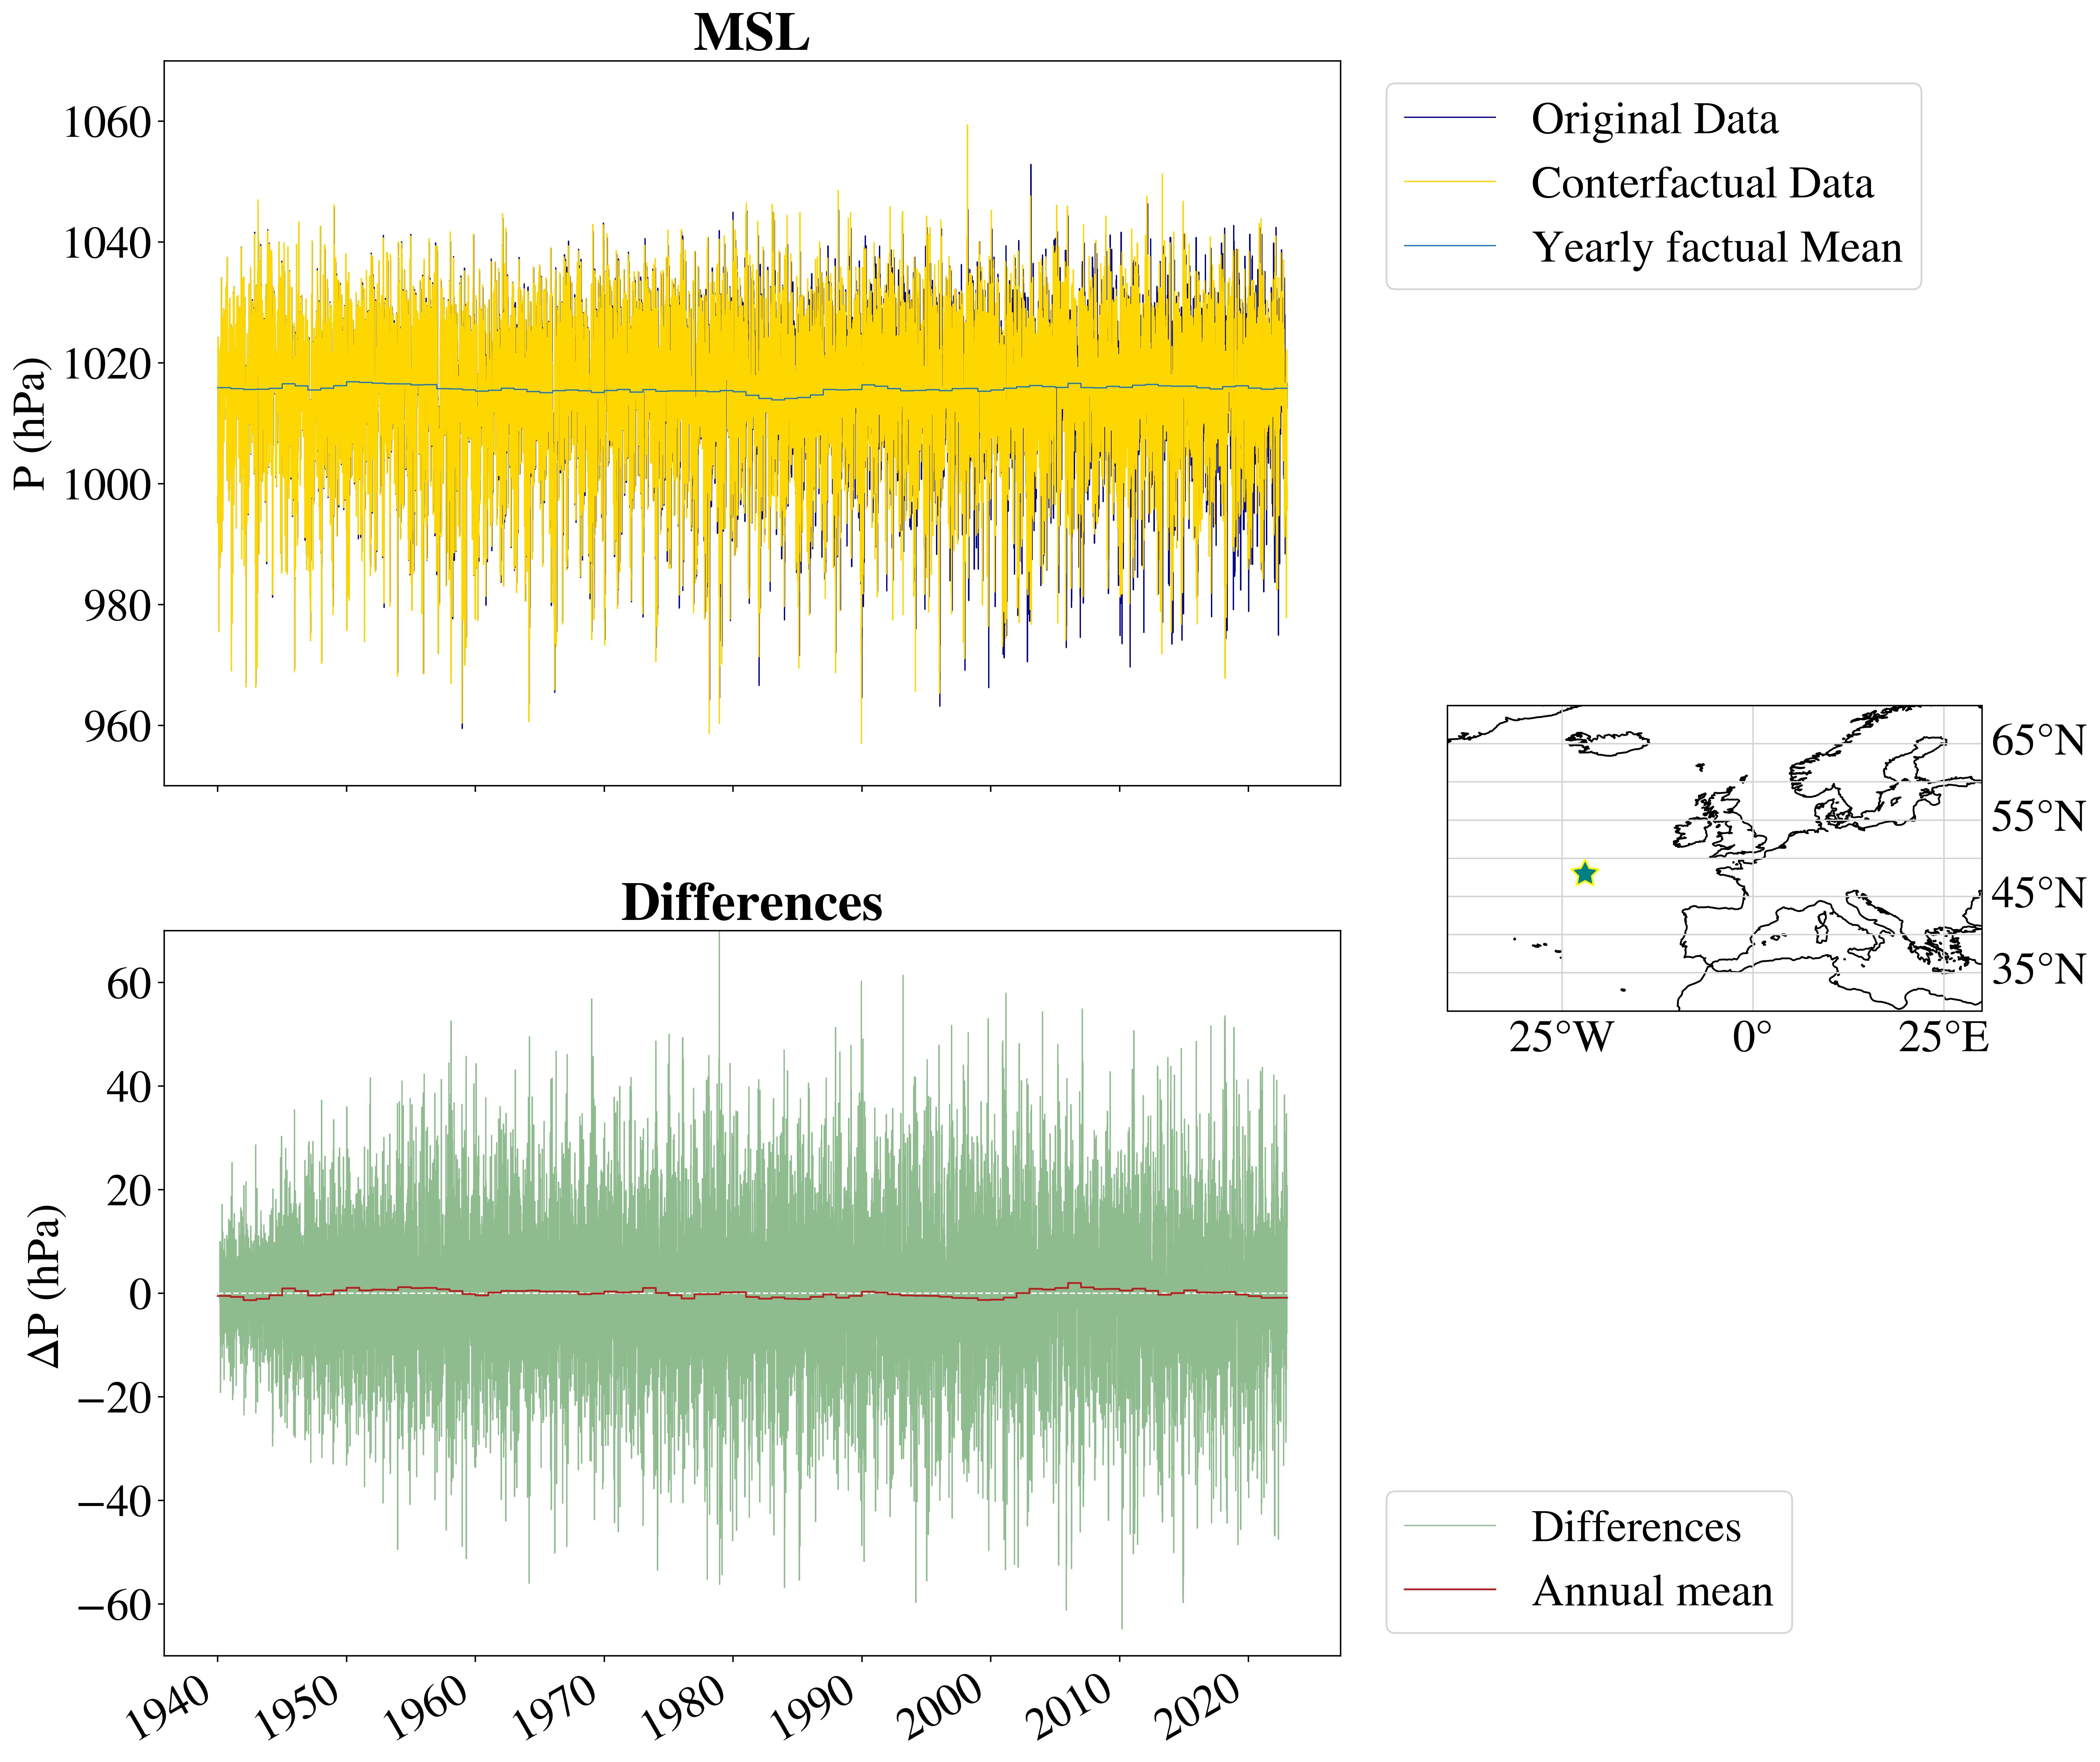 MSL
1060
1040
1020
1000
980
960
P (hPa)
Original Data
Conterfactual Data
Yearly factual Mean
65°N
55°N
45°N
35°N
25°W 0° 25°E
Differences
60
40
20
0
−20
−40
−60
ΔP (hPa)
1940 1950 1960 1970 1980 1990 2000 2010 2020
Differences
Annual mean